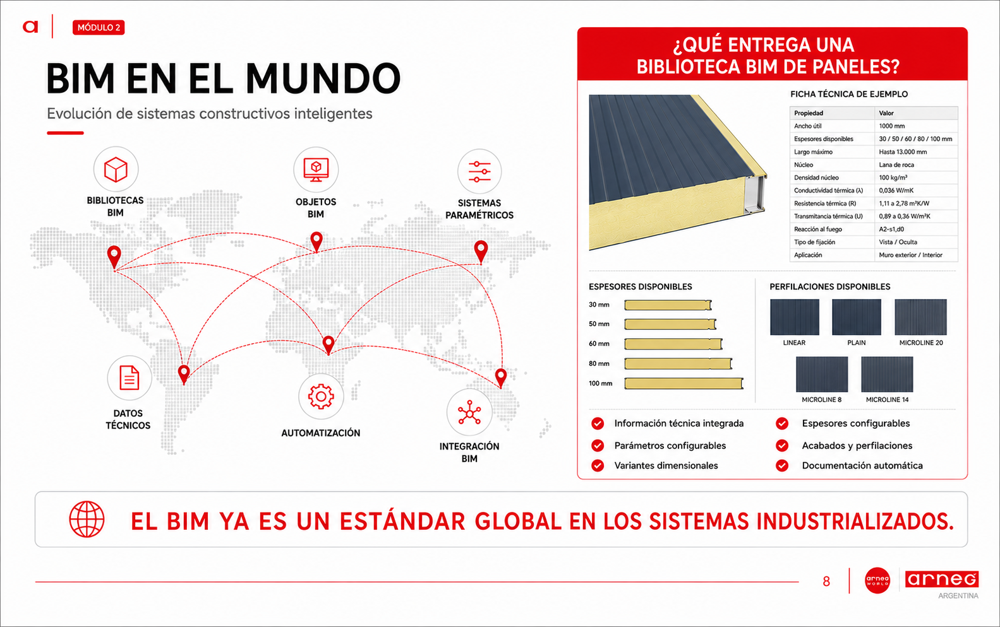 a
MÓDULO 2
BIM EN EL MUNDO
Evolución de sistemas constructivos inteligentes
BIBLIOTECAS
BIM
OBJETOS
BIM
SISTEMAS
PARAMÉTRICOS
DATOS
TÉCNICOS
AUTOMATIZACIÓN
INTEGRACIÓN
BIM
¿QUÉ ENTREGA UNA
BIBLIOTECA BIM DE PANELES?
FICHA TÉCNICA DE EJEMPLO
Propiedad Valor
Ancho útil 1000 mm
Espesores disponibles 30 / 50 / 60 / 80 / 100 mm
Largo máximo Hasta 13.000 mm
Núcleo Lana de roca
Densidad núcleo 100 kg/m³
Conductividad térmica (λ) 0,036 W/mK
Resistencia térmica (R) 1,11 a 2,78 m²K/W
Transmitancia térmica (U) 0,89 a 0,36 W/m²K
Reacción al fuego A2-s1,d0
Tipo de fijación Vista / Oculta
Aplicación Muro exterior / Interior
ESPESORES DISPONIBLES
30 mm
50 mm
60 mm
80 mm
100 mm
PERFILACIONES DISPONIBLES
LINEAR PLAIN MICROLINE 20
MICROLINE 8 MICROLINE 14
Información técnica integrada
Parámetros configurables
Variantes dimensionales
Espesores configurables
Acabados y perfilaciones
Documentación automática
EL BIM YA ES UN ESTÁNDAR GLOBAL EN LOS SISTEMAS INDUSTRIALIZADOS.
8
arneg
WORLD
arneg
ARGENTINA